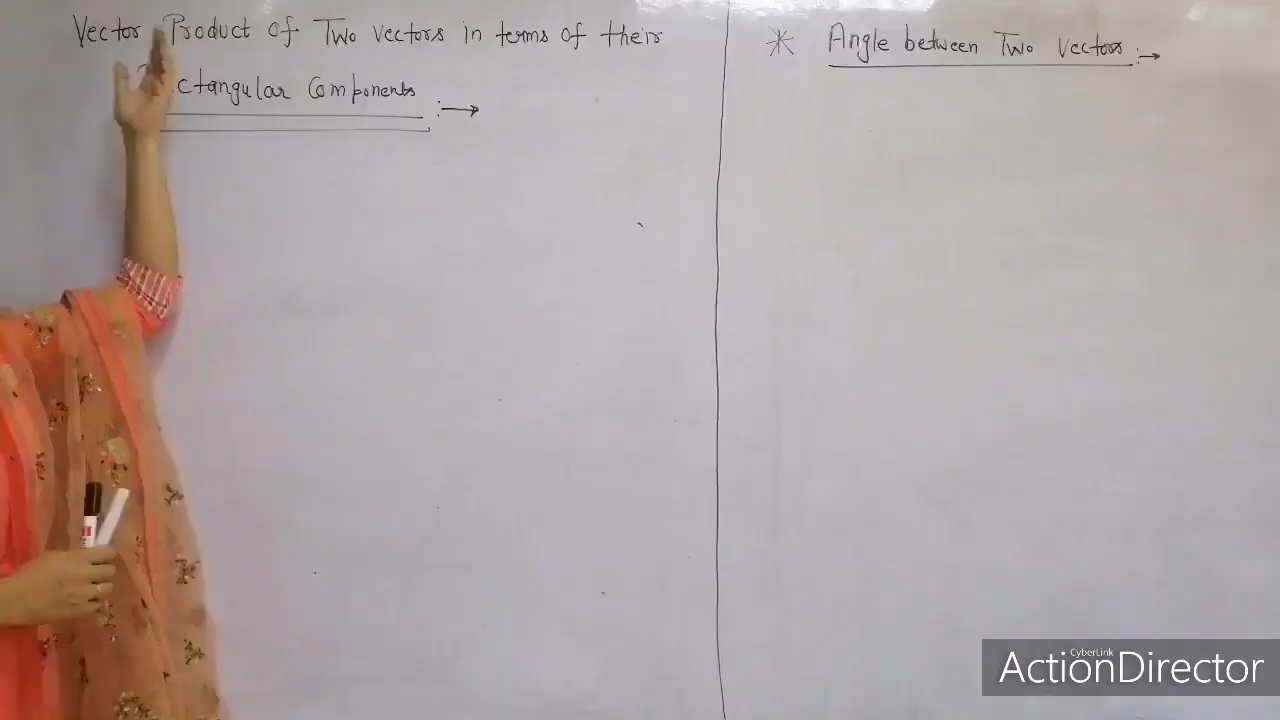 Vector Product of Two vectors in terms of their
ctangular Components :→
* Angle between Two vectors :→
CyberLink
ActionDirector